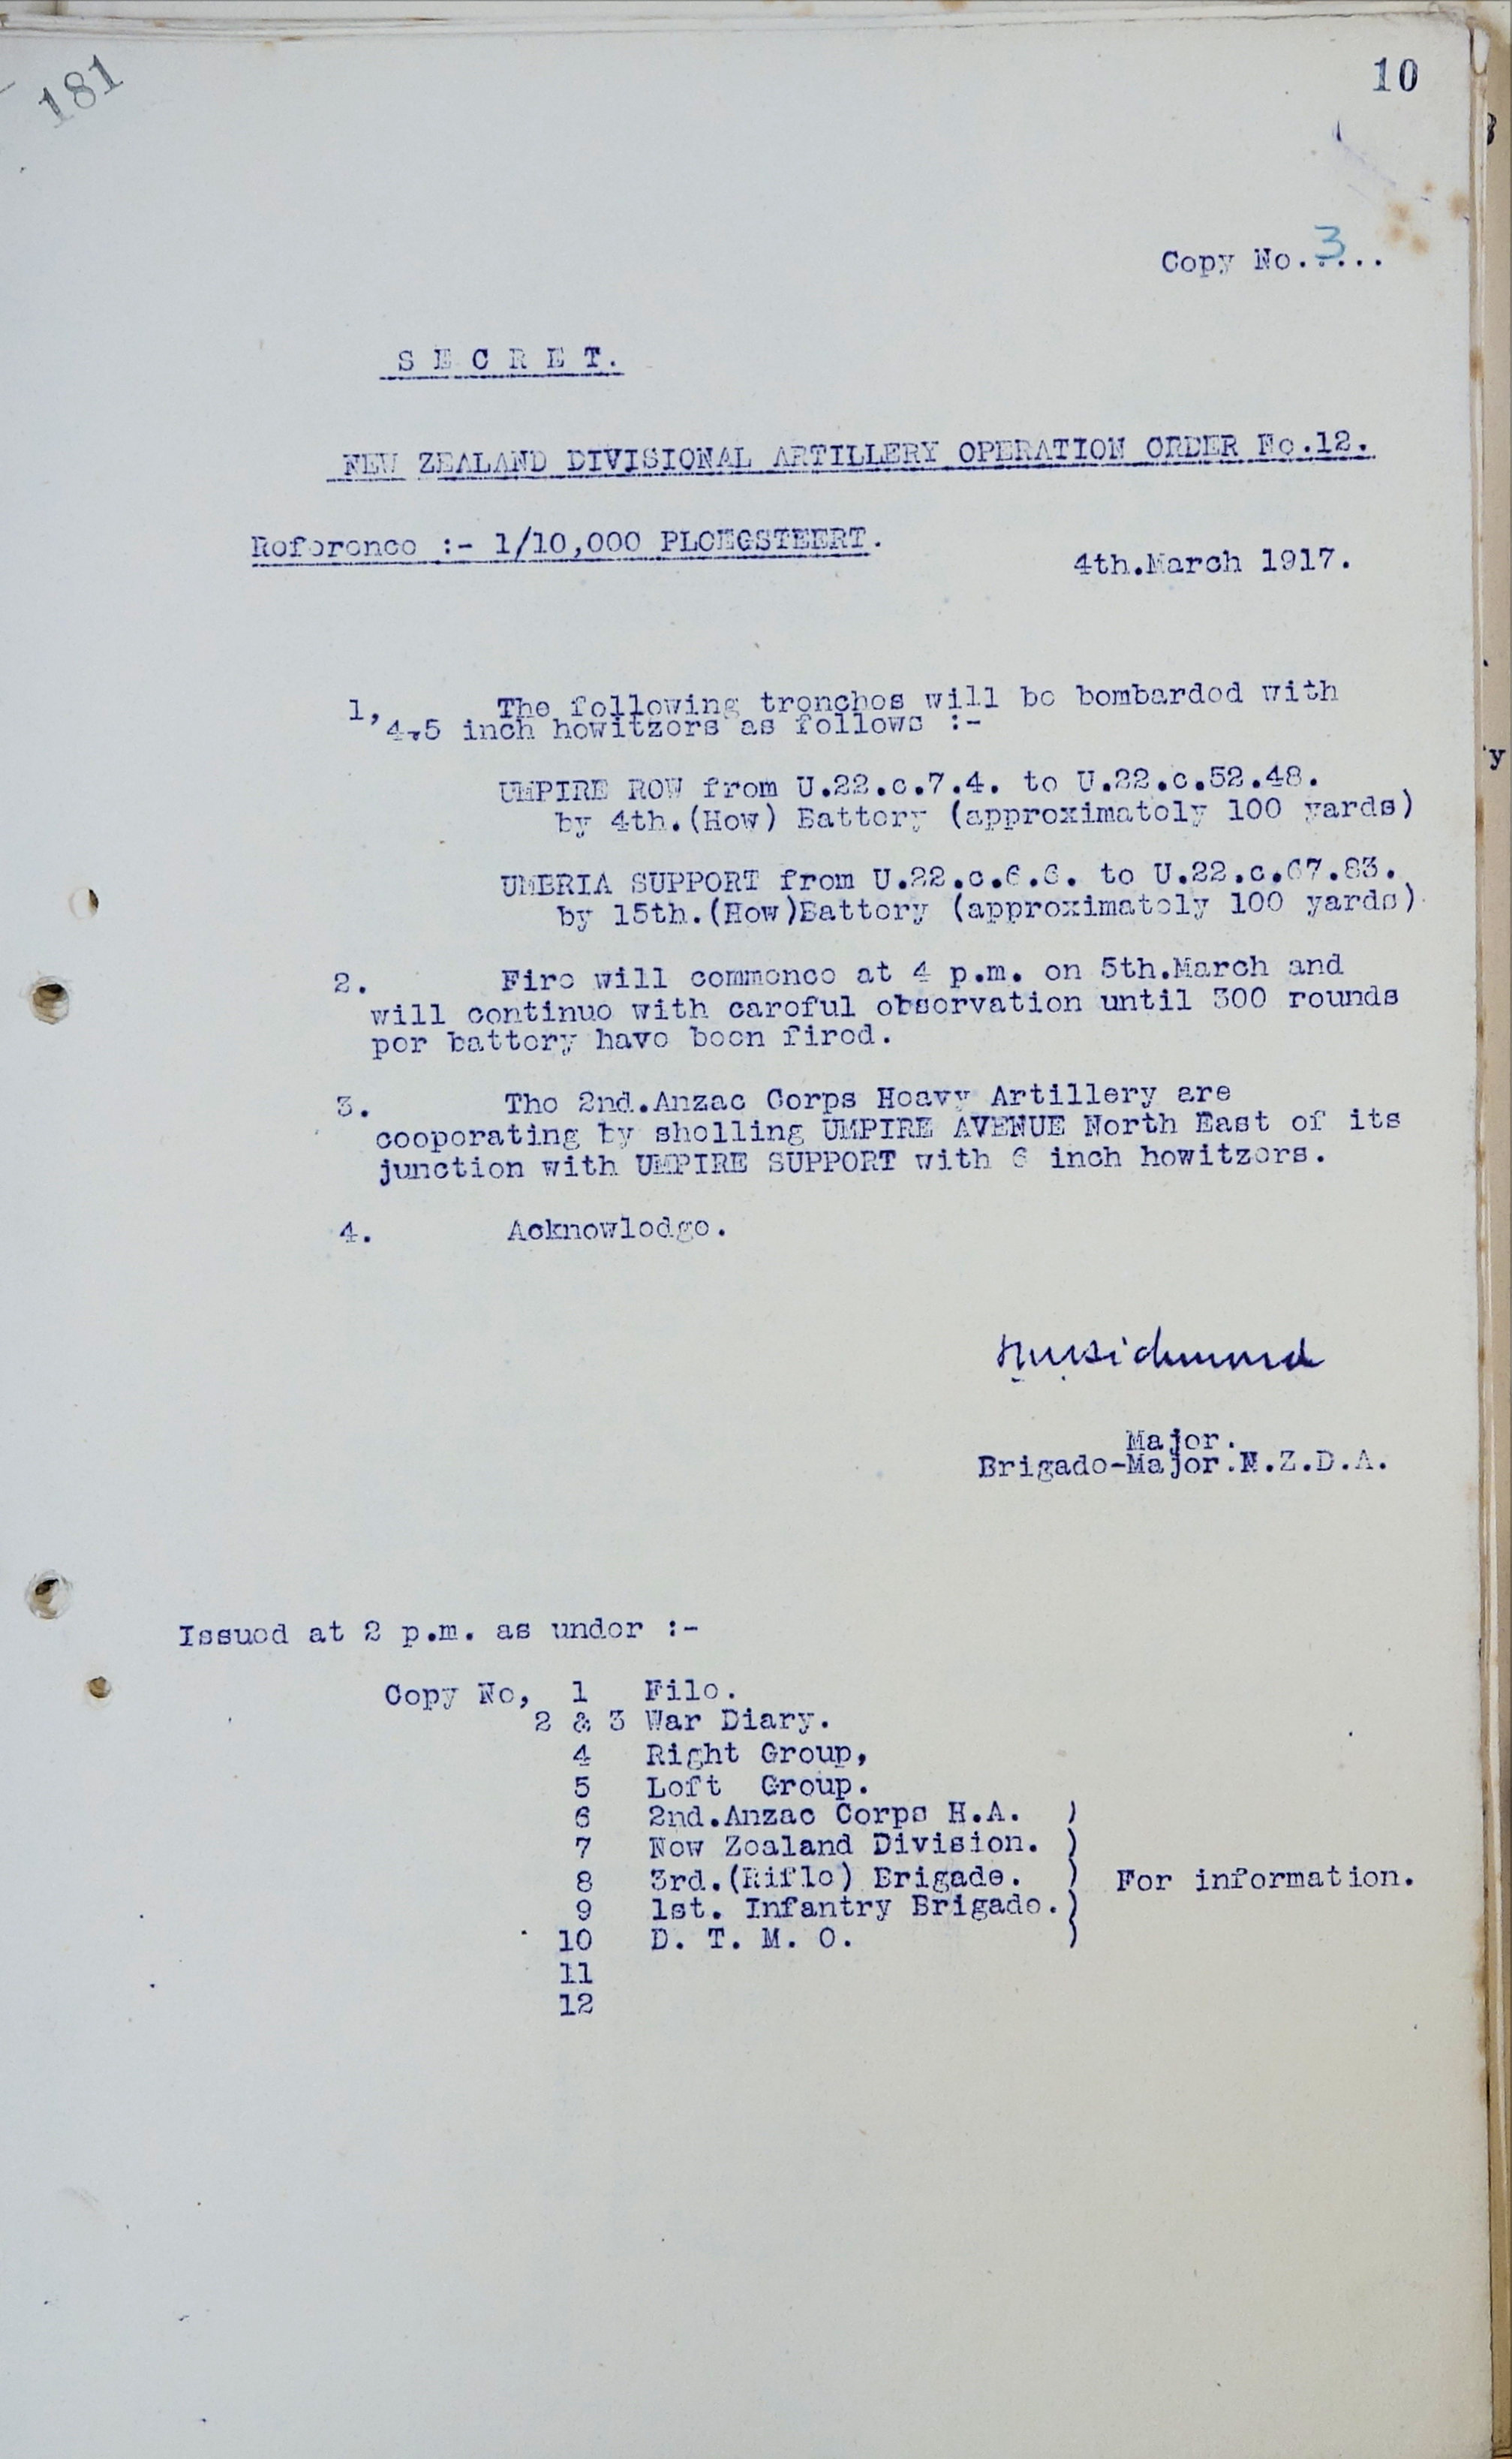 181
10
Copy No.3...
S E C R E T.
NEW ZEALAND DIVISIONAL ARTILLERY OPERATION ORDER No.12.
Reference :- 1/10,000 PLOEGSTEERT.
4th.March 1917.
1, The following trenches will be bombarded with
4.5 inch howitzers as follows :-
UMPIRE ROW from U.22.c.7.4. to U.22.c.52.48.
by 4th.(How) Battery (approximately 100 yards)
UMBRIA SUPPORT from U.22.c.6.6. to U.22.c.67.83.
by 15th.(How)Battery (approximately 100 yards)
2. Fire will commence at 4 p.m. on 5th.March and
will continue with careful observation until 300 rounds
per battery have been fired.
3. The 2nd.Anzac Corps Heavy Artillery are
cooperating by shelling UMPIRE AVENUE North East of its
junction with UMPIRE SUPPORT with 6 inch howitzers.
4. Acknowledge.
Major.
Brigade-Major.N.Z.D.A.
Issued at 2 p.m. as under :-
Copy No, 1 File.
2 & 3 War Diary.
4 Right Group,
5 Left Group.
6 2nd.Anzac Corps H.A. )
7 New Zealand Division. )
8 3rd.(Rifle) Brigade. ) For information.
9 1st. Infantry Brigade.)
10 D. T. M. O. )
11
12
y